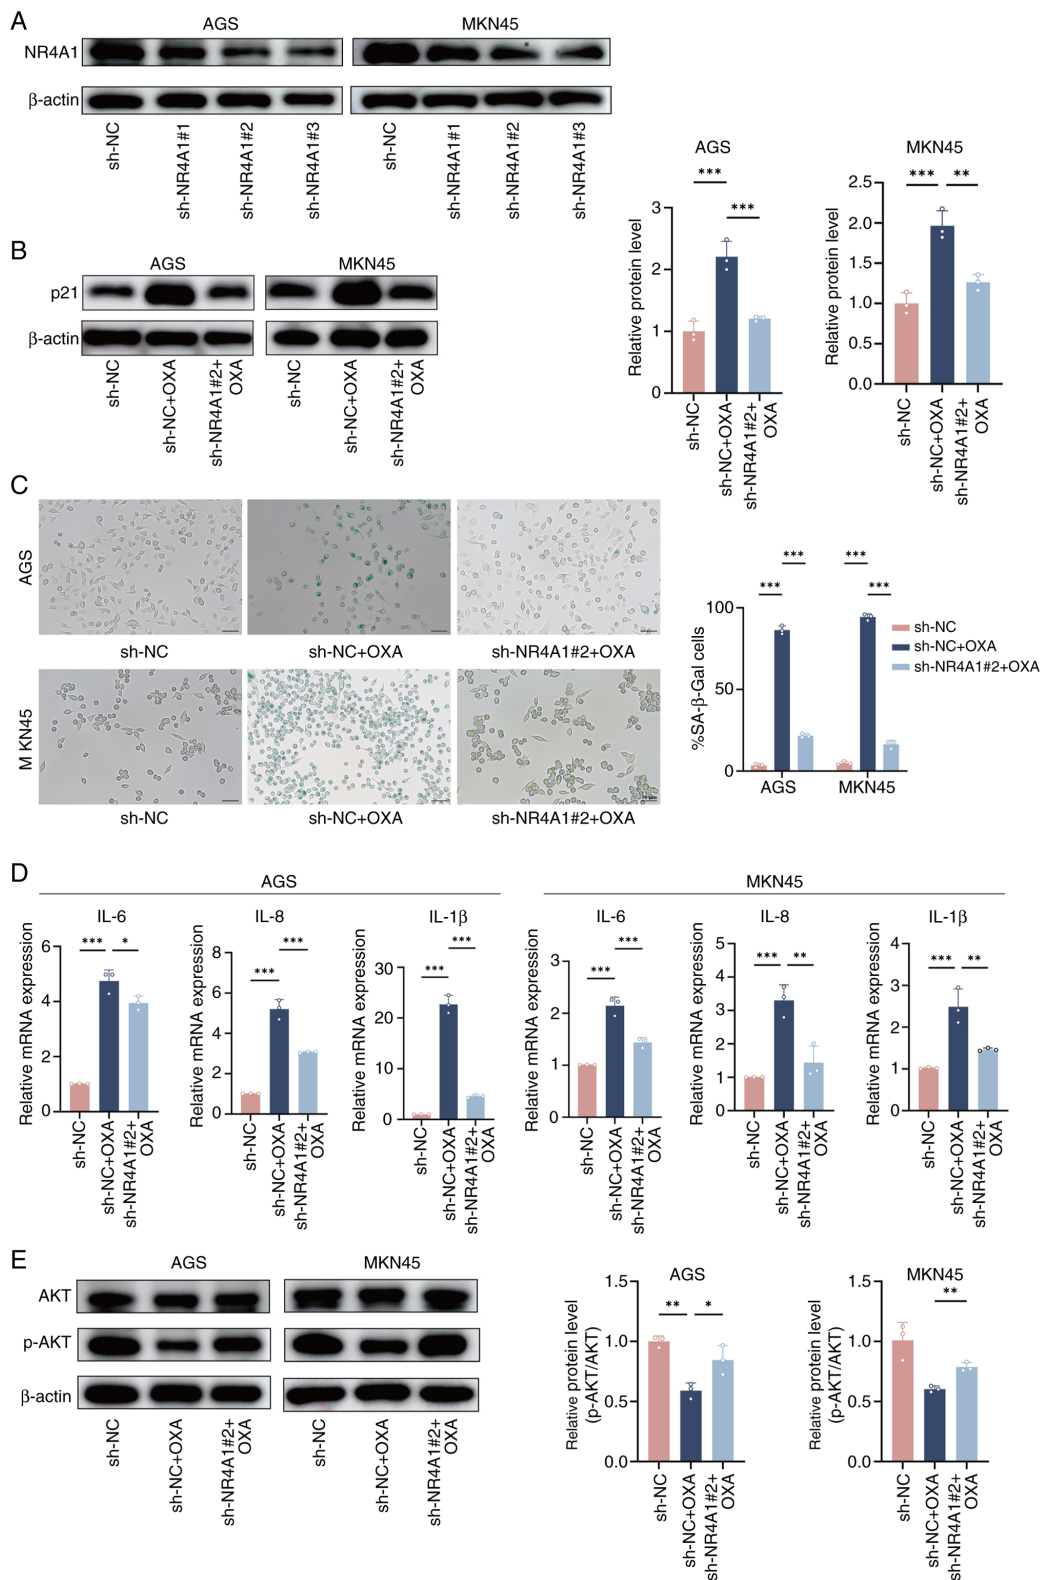 A
AGS
MKN45
NR4A1
β-actin
sh-NC
sh-NR4A1#1
sh-NR4A1#2
sh-NR4A1#3
sh-NC
sh-NR4A1#1
sh-NR4A1#2
sh-NR4A1#3
B
AGS
MKN45
p21
β-actin
sh-NC
sh-NC+OXA
sh-NR4A1#2+
OXA
sh-NC
sh-NC+OXA
sh-NR4A1#2+
OXA
AGS
***
***
Relative protein level
3
2
1
0
sh-NC
sh-NC+OXA
sh-NR4A1#2+
OXA
MKN45
***
**
Relative protein level
2.5
2.0
1.5
1.0
0.5
0.0
sh-NC
sh-NC+OXA
sh-NR4A1#2+
OXA
C
AGS
sh-NC
sh-NC+OXA
sh-NR4A1#2+OXA
MKN45
sh-NC
sh-NC+OXA
sh-NR4A1#2+OXA
%SA-β-Gal cells
100
50
0
***
***
***
***
AGS
MKN45
sh-NC
sh-NC+OXA
sh-NR4A1#2+OXA
D
AGS
MKN45
IL-6
Relative mRNA expression
6
4
2
0
***
*
sh-NC
sh-NC+OXA
sh-NR4A1#2+
OXA
IL-8
Relative mRNA expression
8
6
4
2
0
***
***
sh-NC
sh-NC+OXA
sh-NR4A1#2+
OXA
IL-1β
Relative mRNA expression
30
20
10
0
***
***
sh-NC
sh-NC+OXA
sh-NR4A1#2+
OXA
IL-6
Relative mRNA expression
3
2
1
0
***
***
sh-NC
sh-NC+OXA
sh-NR4A1#2+
OXA
IL-8
Relative mRNA expression
5
4
3
2
1
0
***
**
sh-NC
sh-NC+OXA
sh-NR4A1#2+
OXA
IL-1β
Relative mRNA expression
4
3
2
1
0
***
**
sh-NC
sh-NC+OXA
sh-NR4A1#2+
OXA
E
AGS
MKN45
AKT
p-AKT
β-actin
sh-NC
sh-NC+OXA
sh-NR4A1#2+
OXA
sh-NC
sh-NC+OXA
sh-NR4A1#2+
OXA
AGS
Relative protein level
(p-AKT/AKT)
1.5
1.0
0.5
0.0
**
*
sh-NC
sh-NC+OXA
sh-NR4A1#2+
OXA
MKN45
Relative protein level
(p-AKT/AKT)
1.5
1.0
0.5
0.0
**
sh-NC
sh-NC+OXA
sh-NR4A1#2+
OXA